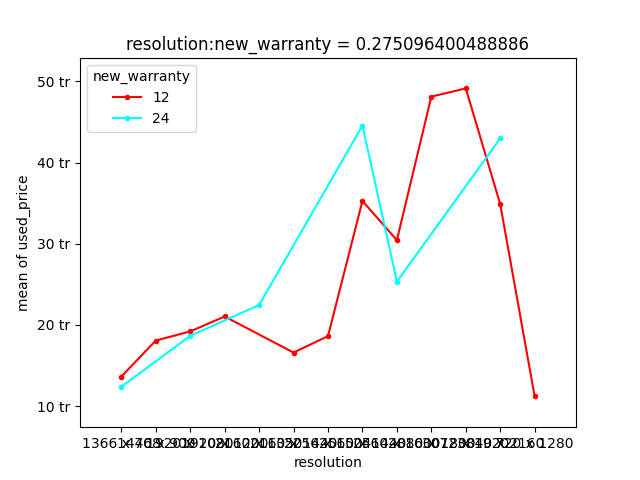 resolution:new_warranty = 0.275096400488886
new_warranty
12
24
50 tr
40 tr
30 tr
20 tr
10 tr
mean of used_price
resolution